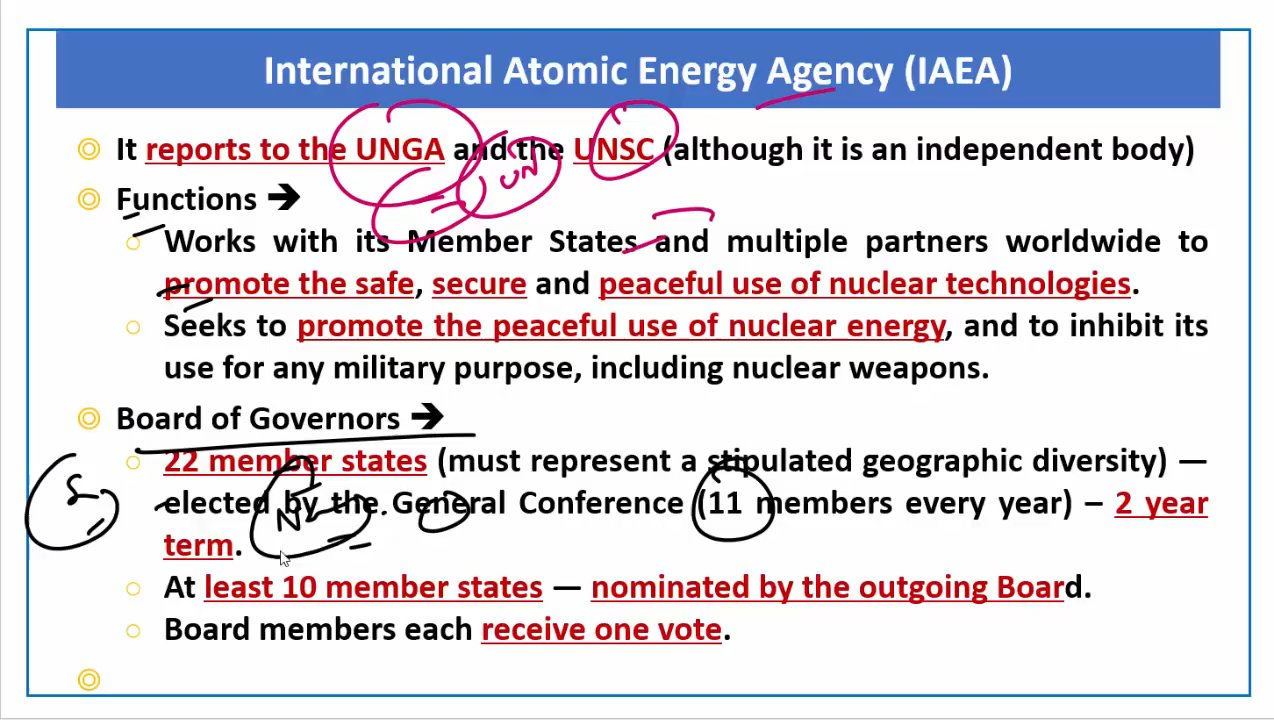 International Atomic Energy Agency (IAEA)
It reports to the UNGA and the UNSC (although it is an independent body)
UN
Functions ➔
Works with its Member States and multiple partners worldwide to
promote the safe, secure and peaceful use of nuclear technologies.
Seeks to promote the peaceful use of nuclear energy, and to inhibit its
use for any military purpose, including nuclear weapons.
Board of Governors ➔
22 member states (must represent a stipulated geographic diversity) —
elected by the General Conference (11 members every year) – 2 year
term.
At least 10 member states — nominated by the outgoing Board.
Board members each receive one vote.